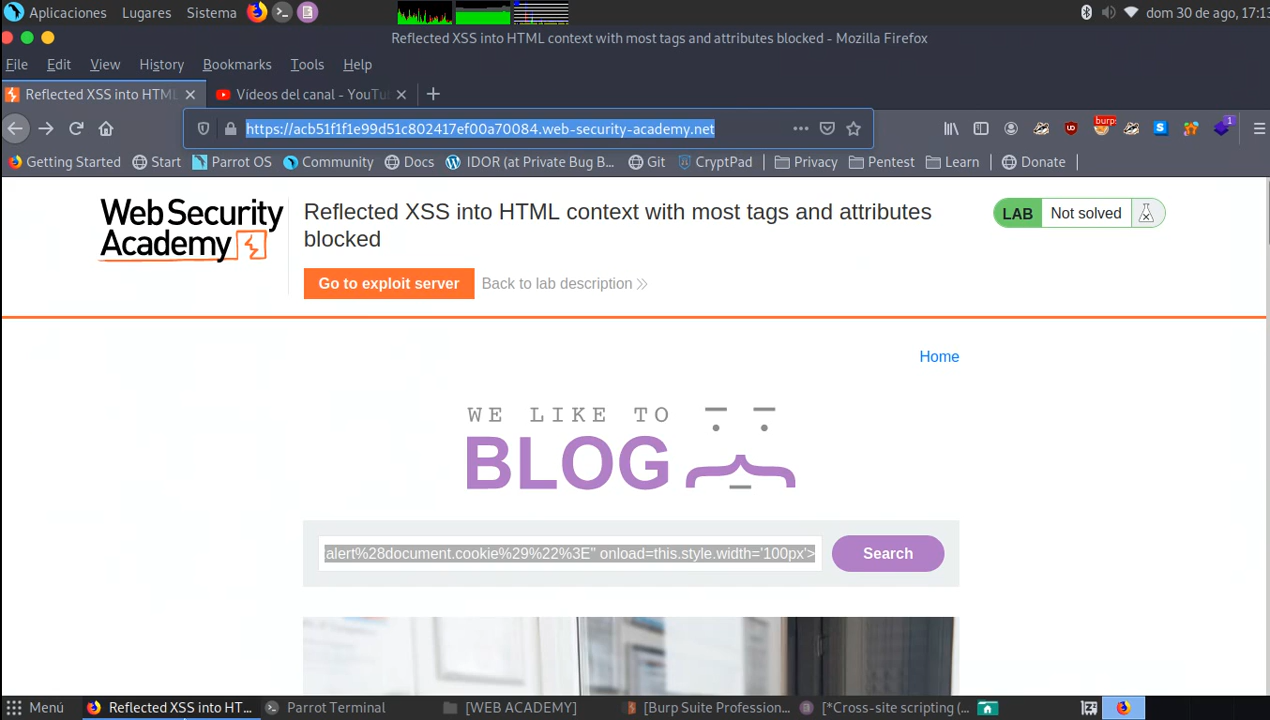 Aplicaciones Lugares Sistema dom 30 de ago, 17:13
Reflected XSS into HTML context with most tags and attributes blocked - Mozilla Firefox
File Edit View History Bookmarks Tools Help
Reflected XSS into HTML Vídeos del canal - YouTu
https://acb51f1f1e99d51c802417ef00a70084.web-security-academy.net
burp
1
Getting Started Start Parrot OS Community Docs IDOR (at Private Bug B… Git CryptPad Privacy Pentest Learn Donate
Web Security
Academy
Reflected XSS into HTML context with most tags and attributes
blocked
LAB Not solved
Go to exploit server Back to lab description
Home
WE LIKE TO
BLOG
alert%28document.cookie%29%22%3E" onload=this.style.width='100px'>
Search
Menú Reflected XSS into HT… Parrot Terminal [WEB ACADEMY] [Burp Suite Profession… [*Cross-site scripting (…